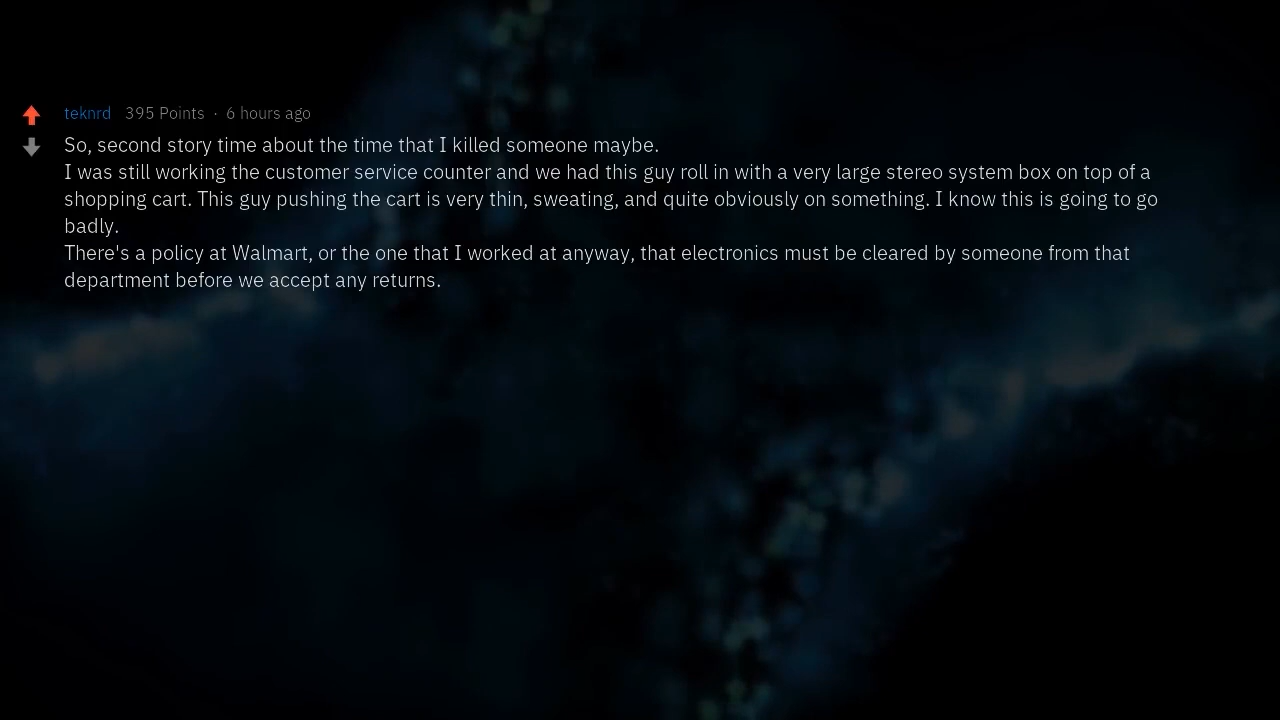 teknrd 395 Points · 6 hours ago
So, second story time about the time that I killed someone maybe.
I was still working the customer service counter and we had this guy roll in with a very large stereo system box on top of a
shopping cart. This guy pushing the cart is very thin, sweating, and quite obviously on something. I know this is going to go
badly.
There's a policy at Walmart, or the one that I worked at anyway, that electronics must be cleared by someone from that
department before we accept any returns.